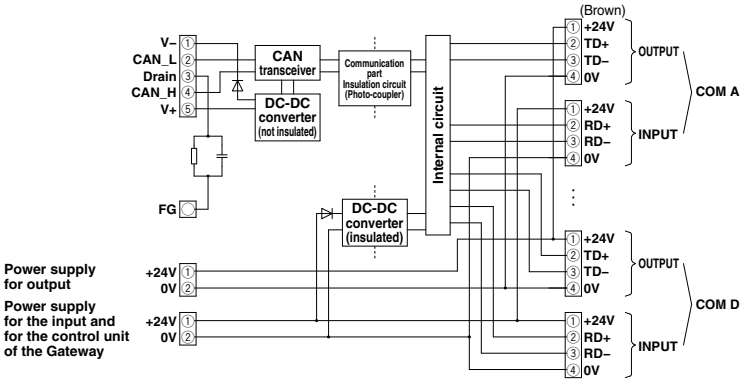 (Brown)
V–
CAN_L
Drain
CAN_H
V+
1
2
3
4
5
CAN
transceiver
DC-DC
converter
(not insulated)
Communication
part
Insulation circuit
(Photo-coupler)
Internal circuit
FG
DC-DC
converter
(insulated)
Power supply
for output
+24V 1
0V 2
Power supply
for the input and
for the control unit
of the Gateway
+24V 1
0V 2
1 +24V
2 TD+
3 TD–
4 0V
OUTPUT
1 +24V
2 RD+
3 RD–
4 0V
INPUT
COM A
1 +24V
2 TD+
3 TD–
4 0V
OUTPUT
1 +24V
2 RD+
3 RD–
4 0V
INPUT
COM D